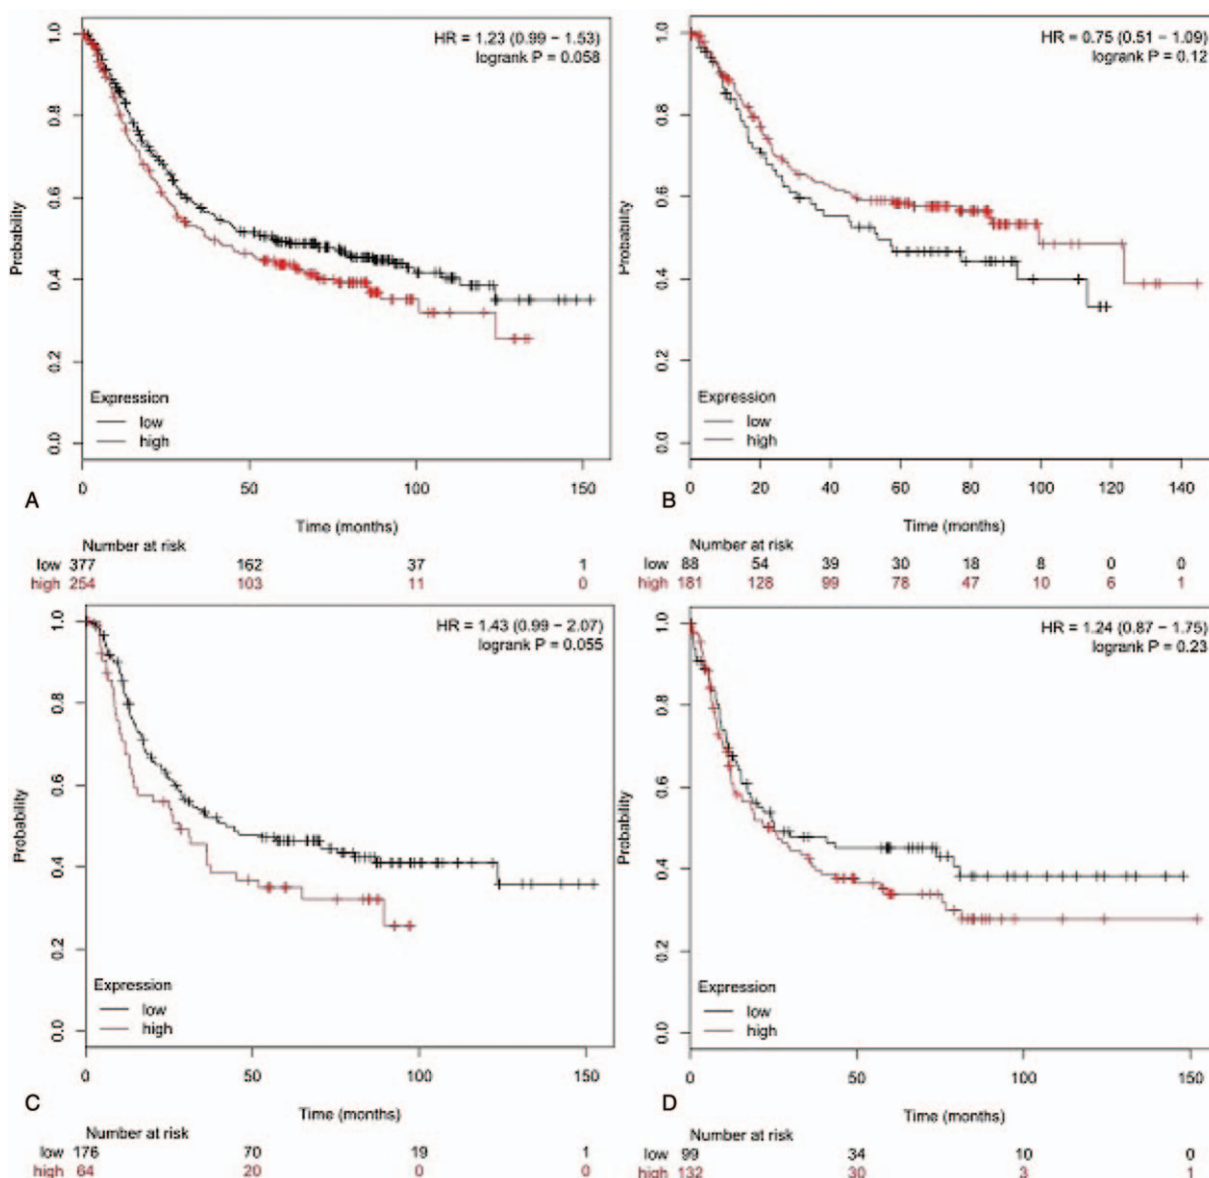 HR = 1.23 (0.99 − 1.53)
logrank P = 0.058
Probability
1.0
0.8
0.6
0.4
0.2
0.0
Expression
low
high
0 50 100 150
A
Time (months)
Number at risk
low 377 162 37 1
high 254 103 11 0
HR = 0.75 (0.51 − 1.09)
logrank P = 0.12
Probability
1.0
0.8
0.6
0.4
0.2
0.0
Expression
low
high
0 20 40 60 80 100 120 140
B
Time (months)
Number at risk
low 88 54 39 30 18 8 0 0
high 181 128 99 78 47 10 6 1
HR = 1.43 (0.99 − 2.07)
logrank P = 0.055
Probability
1.0
0.8
0.6
0.4
0.2
0.0
Expression
low
high
0 50 100 150
C
Time (months)
Number at risk
low 176 70 19 1
high 64 20 0 0
HR = 1.24 (0.87 − 1.75)
logrank P = 0.23
Probability
1.0
0.8
0.6
0.4
0.2
0.0
Expression
low
high
0 50 100 150
D
Time (months)
Number at risk
low 99 34 10 0
high 132 30 3 1